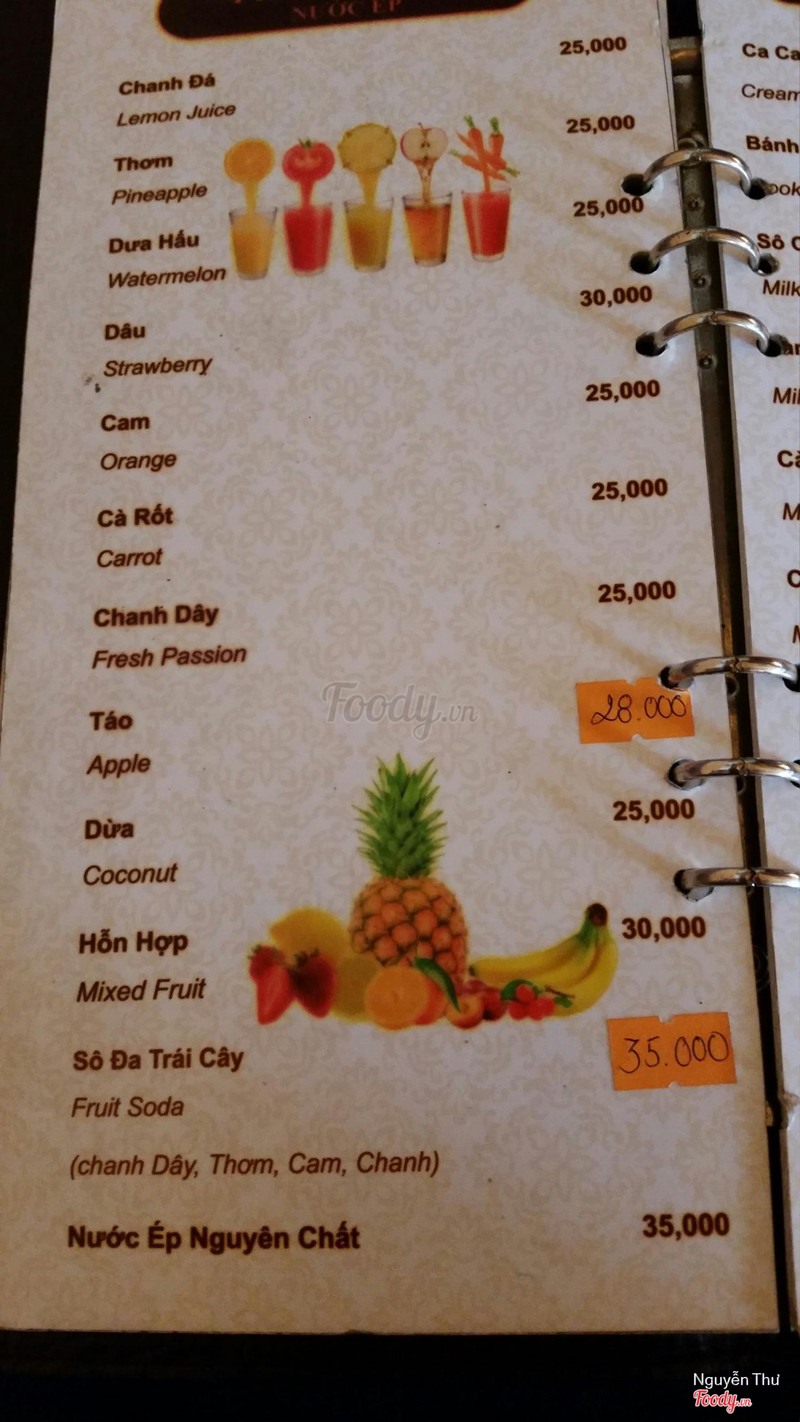 NƯỚC ÉP
25,000
Chanh Đá
Lemon Juice
25,000
Thơm
Pineapple
25,000
Dưa Hấu
Watermelon
30,000
Dâu
Strawberry
25,000
Cam
Orange
25,000
Cà Rốt
Carrot
25,000
Chanh Dây
Fresh Passion
28.000
Táo
Apple
25,000
Dừa
Coconut
30,000
Hỗn Hợp
Mixed Fruit
35.000
Sô Đa Trái Cây
Fruit Soda
(chanh Dây, Thơm, Cam, Chanh)
Nước Ép Nguyên Chất 35,000
Foody.vn
Ca Ca
Cream
Bánh
Sô C
Milk
Nguyễn Thư
Foody.vn